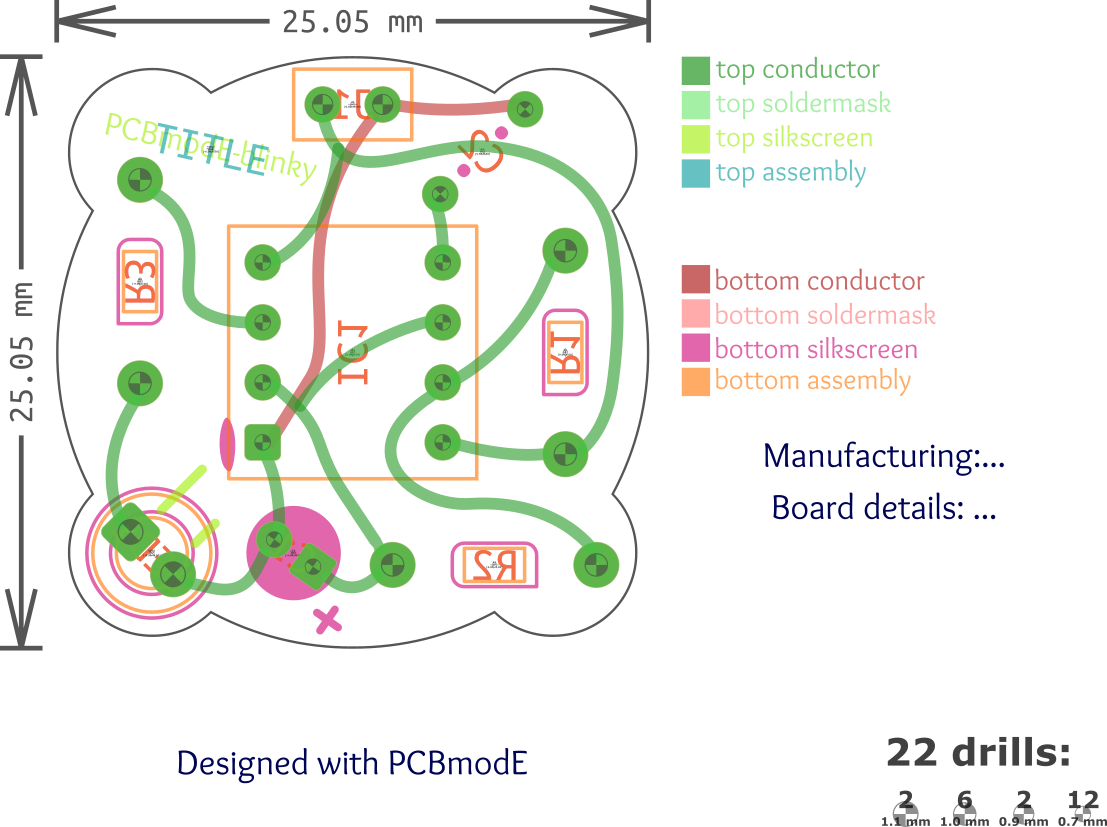 25.05 mm
25.05 mm
top conductor
top soldermask
top silkscreen
top assembly
bottom conductor
bottom soldermask
bottom silkscreen
bottom assembly
PCBmodE-blinky
TITLE
J1
S
R3
IC1
R1
R2
Manufacturing:...
Board details: ...
Designed with PCBmodE
22 drills:
2 6 2 12
1.1 mm 1.0 mm 0.9 mm 0.7 mm